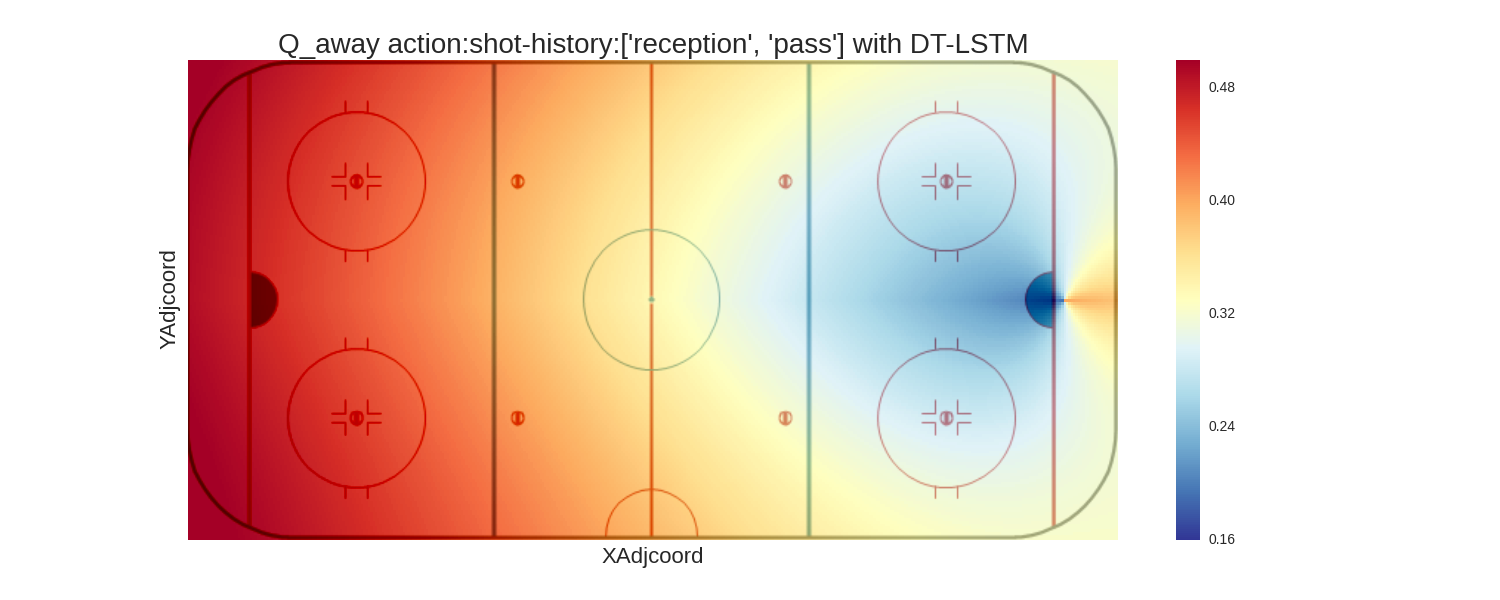 Q_away action:shot-history:['reception', 'pass'] with DT-LSTM
YAdjcoord
XAdjcoord
0.48
0.40
0.32
0.24
0.16